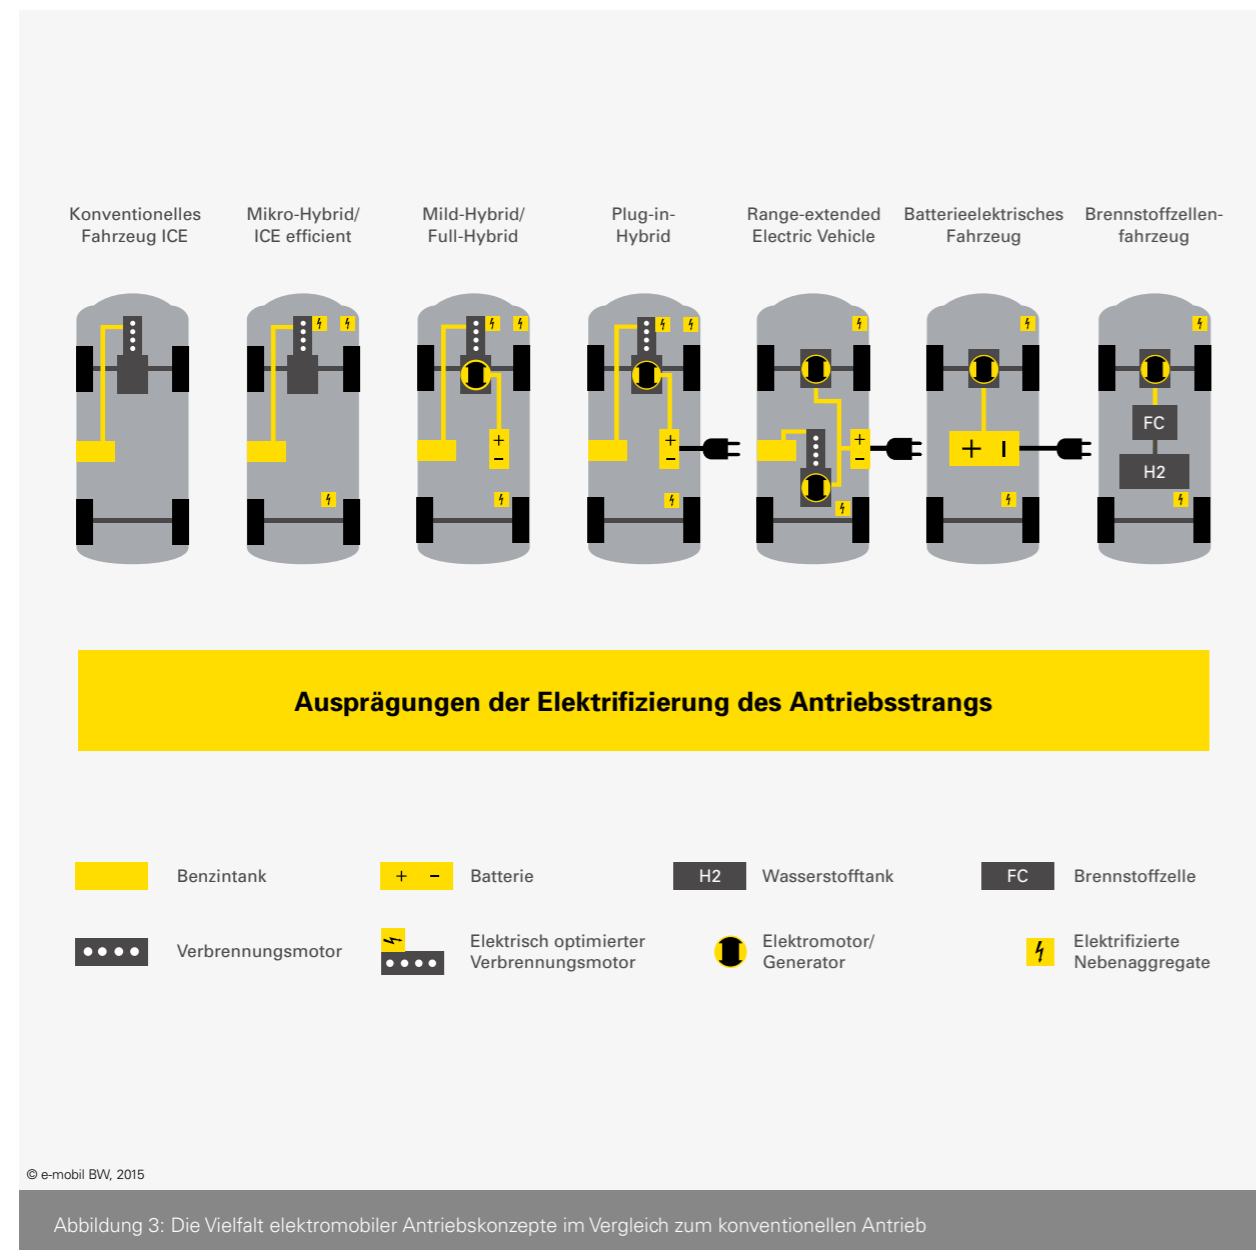 Konventionelles
Fahrzeug ICE
Mikro-Hybrid/
ICE efficient
Mild-Hybrid/
Full-Hybrid
Plug-in-
Hybrid
Range-extended
Electric Vehicle
Batterieelektrisches
Fahrzeug
Brennstoffzellen-
fahrzeug
+
–
+
–
+
–
+ –
FC
H2
Ausprägungen der Elektrifizierung des Antriebsstrangs
Benzintank
+ –
Batterie
H2
Wasserstofftank
FC
Brennstoffzelle
Verbrennungsmotor
Elektrisch optimierter
Verbrennungsmotor
Elektromotor/
Generator
Elektrifizierte
Nebenaggregate
© e-mobil BW, 2015
Abbildung 3: Die Vielfalt elektromobiler Antriebskonzepte im Vergleich zum konventionellen Antrieb